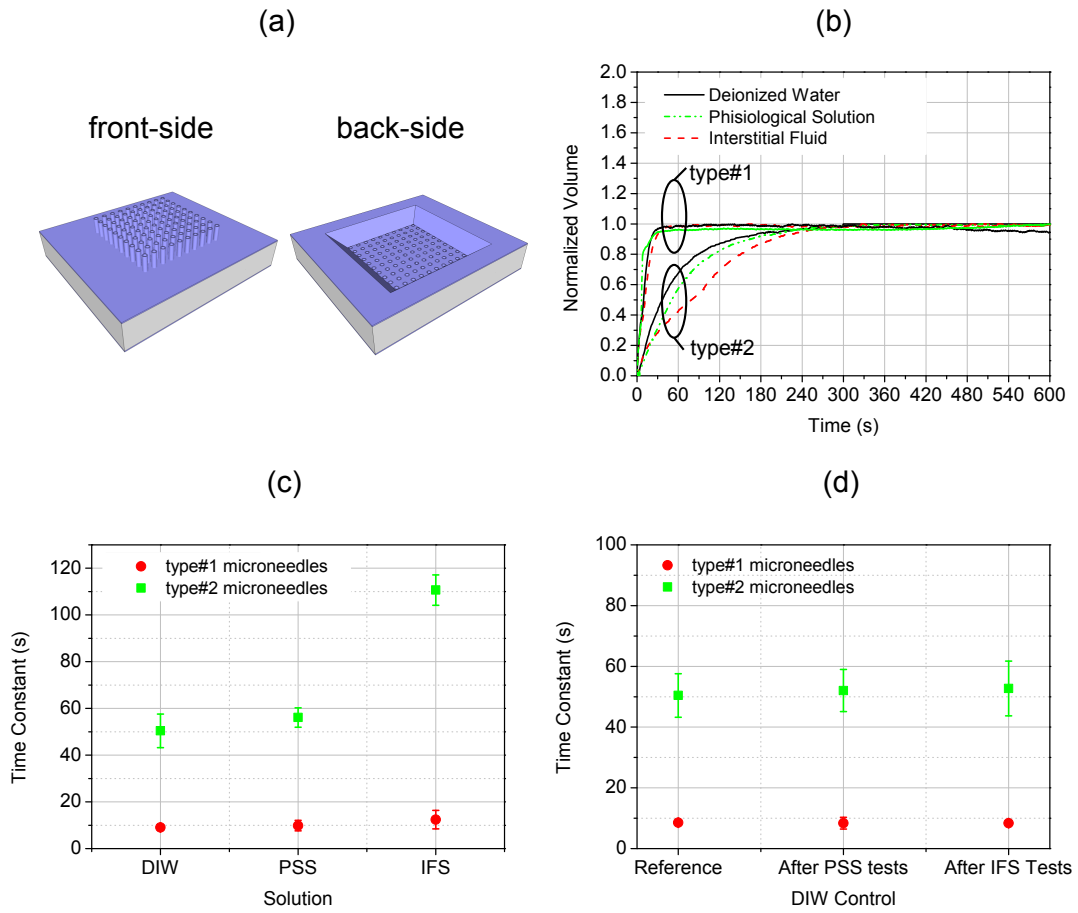 (a)
front-side
back-side
(b)
2.0
1.8
1.6
1.4
1.2
1.0
0.8
0.6
0.4
0.2
0.0
Normalized Volume
Deionized Water
Phisiological Solution
Interstitial Fluid
type#1
type#2
0 60 120 180 240 300 360 420 480 540 600
Time (s)
(c)
120
100
80
60
40
20
0
Time Constant (s)
type#1 microneedles
type#2 microneedles
DIW PSS IFS
Solution
(d)
100
80
60
40
20
0
Time Constant (s)
type#1 microneedles
type#2 microneedles
Reference After PSS tests After IFS Tests
DIW Control